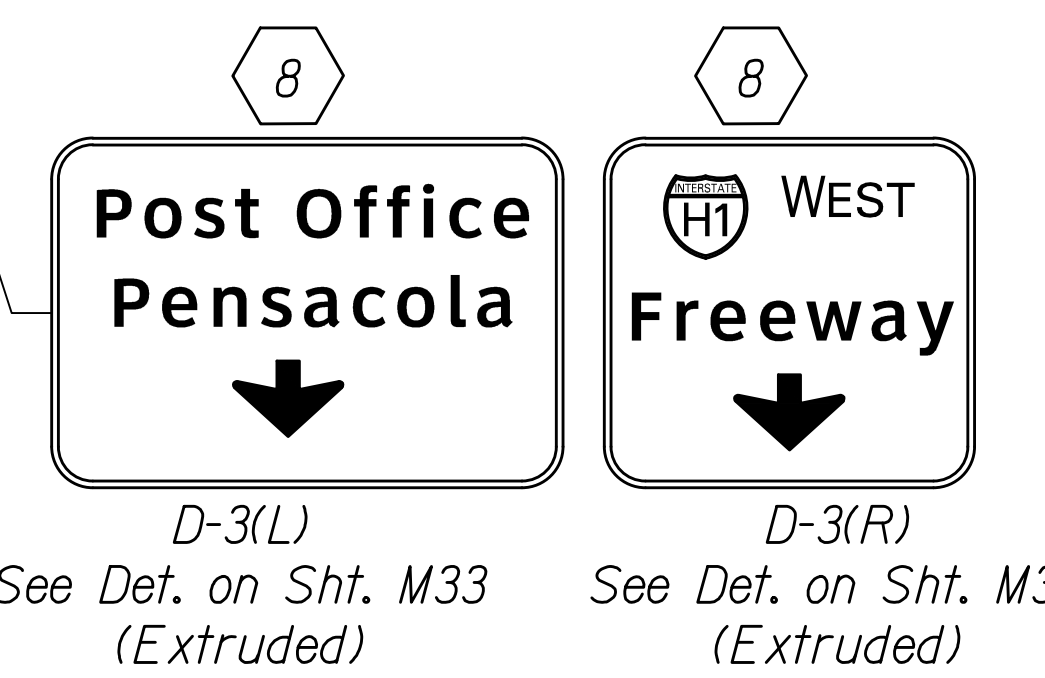 8
Post Office
Pensacola
D-3(L)
See Det. on Sht. M33
(Extruded)
8
INTERSTATE
H1
WEST
Freeway
D-3(R)
See Det. on Sht.
(Extruded)